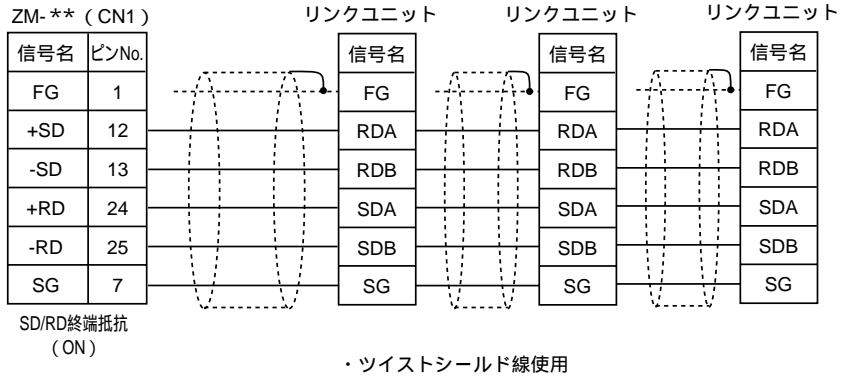 ZM-**（CN1）
リンクユニット
リンクユニット
リンクユニット
信号名 ピンNo.
信号名
信号名
信号名
FG 1
FG
FG
FG
+SD 12
RDA
RDA
RDA
-SD 13
RDB
RDB
RDB
+RD 24
SDA
SDA
SDA
-RD 25
SDB
SDB
SDB
SG 7
SG
SG
SG
SD/RD終端抵抗
（ON）
・ツイストシールド線使用